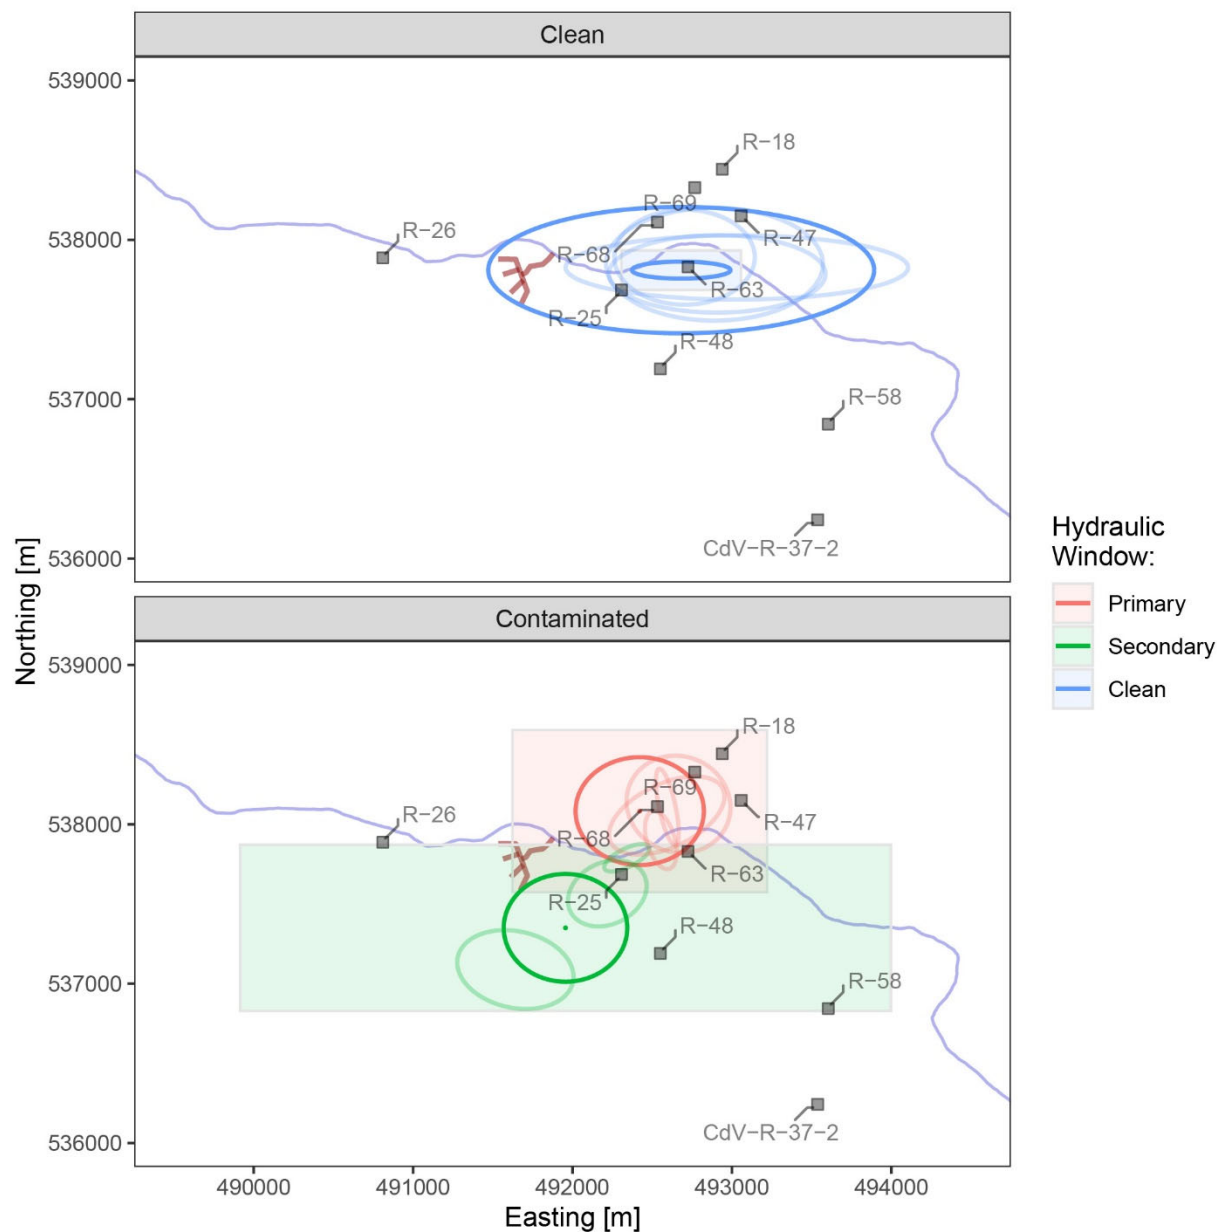 Clean
539000
R−18
R−69
538000
R−26
R−47
R−68
R−63
R−25
R−48
537000
R−58
CdV−R−37−2
536000
Northing [m]
Contaminated
539000
R−18
R−69
R−26
538000
R−47
R−68
R−63
R−25
R−48
537000
R−58
CdV−R−37−2
536000
490000 491000 492000 493000 494000
Easting [m]
Hydraulic
Window:
Primary
Secondary
Clean